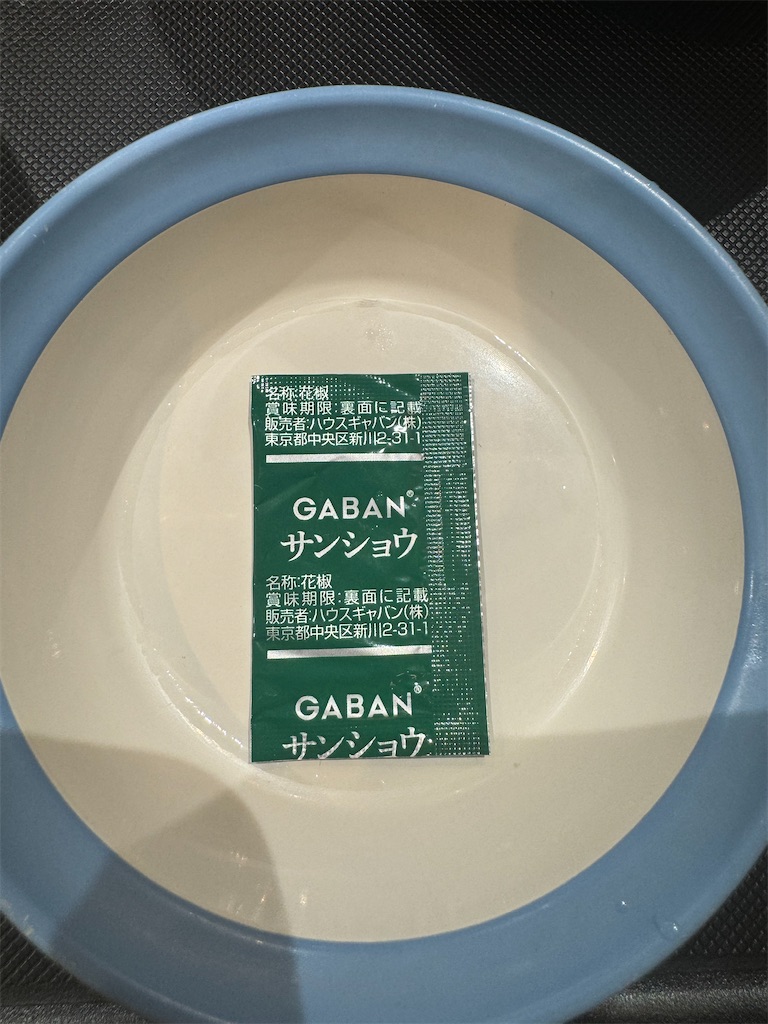 名称:花椒
賞味期限:裏面に記載
販売者:ハウスギャバン(株)
東京都中央区新川2-31-1
GABAN®
サンショウ
名称:花椒
賞味期限:裏面に記載
販売者:ハウスギャバン(株)
東京都中央区新川2-31-1
GABAN®
サンショウ